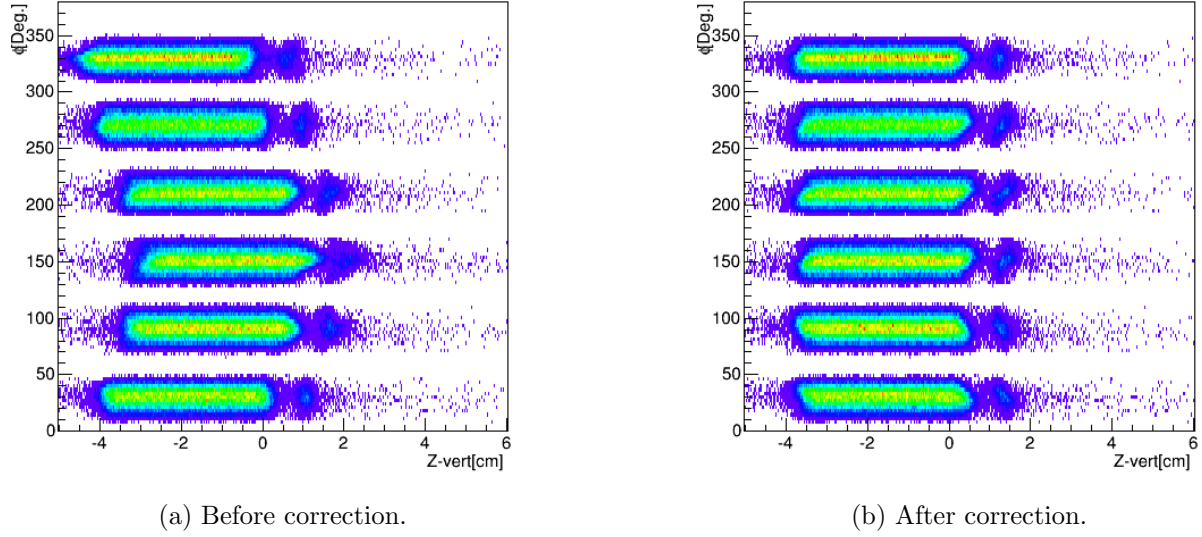 ϕ[Deg.]
350
300
250
200
150
100
50
0
-4 -2 0 2 4 6
Z-vert[cm]
(a) Before correction.
ϕ[Deg.]
350
300
250
200
150
100
50
0
-4 -2 0 2 4 6
Z-vert[cm]
(b) After correction.